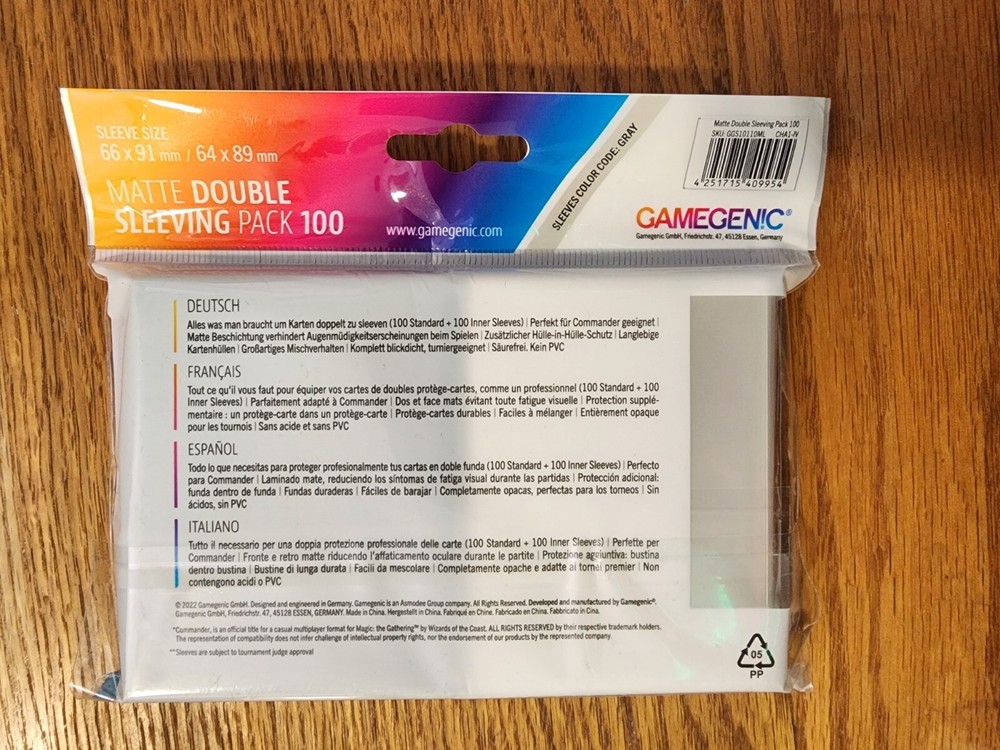 SLEEVE SIZE
66 x 91 mm / 64 x 89 mm
MATTE DOUBLE
SLEEVING PACK 100
www.gamegenic.com
SLEEVES COLOR CODE: GRAY
Matte Double Sleeving Pack 100
SKU: GGS10110ML CHA1-IV
4 251715 409954
GAMEGEN!C®
Gamegenic GmbH, Friedrichstr. 47, 45128 Essen, Germany
DEUTSCH
Alles was man braucht um Karten doppelt zu sleeven (100 Standard + 100 Inner Sleeves) | Perfekt für Commander geeignet |
Matte Beschichtung verhindert Augenmüdigkeitserscheinungen beim Spielen | Zusätzlicher Hülle-in-Hülle-Schutz | Langlebige
Kartenhüllen | Großartiges Mischverhalten | Komplett blickdicht, turniergeeignet | Säurefrei. Kein PVC
FRANÇAIS
Tout ce qu'il vous faut pour équiper vos cartes de doubles protège-cartes, comme un professionnel (100 Standard + 100
Inner Sleeves) | Parfaitement adapté à Commander | Dos et face mats évitant toute fatigue visuelle | Protection supplé-
mentaire : un protège-carte dans un protège-carte | Protège-cartes durables | Faciles à mélanger | Entièrement opaque
pour les tournois | Sans acide et sans PVC
ESPAÑOL
Todo lo que necesitas para proteger profesionalmente tus cartas en doble funda (100 Standard + 100 Inner Sleeves) | Perfecto
para Commander | Laminado mate, reduciendo los síntomas de fatiga visual durante las partidas | Protección adicional:
funda dentro de funda | Fundas duraderas | Fáciles de barajar | Completamente opacas, perfectas para los torneos | Sin
ácidos, sin PVC
ITALIANO
Tutto il necessario per una doppia protezione professionale delle carte (100 Standard + 100 Inner Sleeves) | Perfette per
Commander | Fronte e retro matte riducendo l'affaticamento oculare durante le partite | Protezione aggiuntiva: bustina
dentro bustina | Bustine di lunga durata | Facili da mescolare | Completamente opache e adatte ai tornei premier | Non
contengono acidi o PVC
© 2022 Gamegenic GmbH. Designed and engineered in Germany. Gamegenic is an Asmodee Group company. All Rights Reserved. Developed and manufactured by Gamegenic®.
Gamegenic GmbH, Friedrichstr. 47, 45128 ESSEN, GERMANY. Made in China. Hergestellt in China. Fabriqué en Chine. Fabricado en China. Fabbricato in Cina.
*Commander, is an official title for a casual multiplayer format for Magic: the Gathering™ by Wizards of the Coast. ALL RIGHTS RESERVED by their respective trademark holders.
The representation of compatibility does not infer challenge of intellectual property rights, nor the endorsement of our products by the represented company.
**Sleeves are subject to tournament judge approval
05
PP